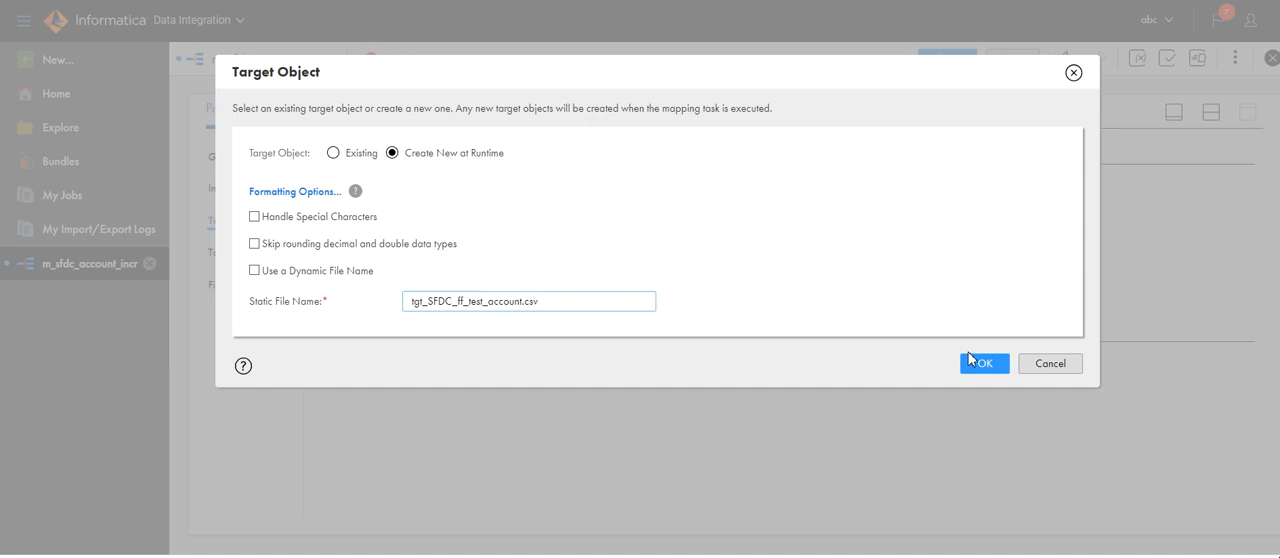 Informatica Data Integration
abc
7
New...
Home
Explore
Bundles
My Jobs
My Import/Export Logs
m_sfdc_account_incr
Target Object
Select an existing target object or create a new one. Any new target objects will be created when the mapping task is executed.
Target Object: Existing Create New at Runtime
Formatting Options... ?
Handle Special Characters
Skip rounding decimal and double data types
Use a Dynamic File Name
Static File Name:* tgt_SFDC_ff_test_account.csv
? OK Cancel